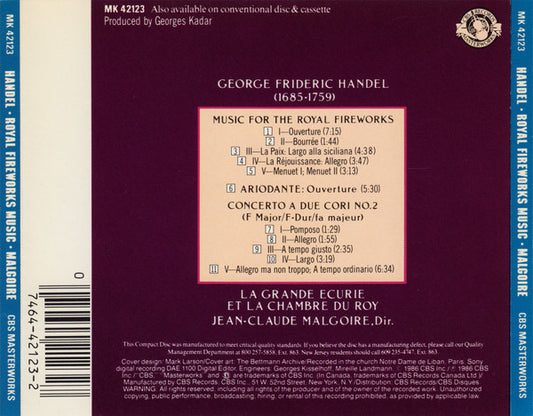 MK 42123 Also available on conventional disc & cassette
Produced by Georges Kadar
CBS RECORDS
MASTERWORKS
GEORGE FRIDERIC HANDEL
(1685-1759)
MUSIC FOR THE ROYAL FIREWORKS
1 I—Ouverture (7:15)
2 II—Bourrée (1:44)
3 III—La Paix: Largo alla siciliana (4:38)
4 IV—La Réjouissance: Allegro (3:47)
5 V—Menuet I; Menuet II (3:13)
6 ARIODANTE: Ouverture (5:30)
CONCERTO A DUE CORI NO.2
(F Major/F-Dur/fa majeur)
7 I—Pomposo (1:29)
8 II—Allegro (1:55)
9 III—A tempo giusto (2:35)
10 IV—Largo (3:19)
11 V—Allegro ma non troppo; A tempo ordinario (6:34)
LA GRANDE ECURIE
ET LA CHAMBRE DU ROY
JEAN-CLAUDE MALGOIRE, Dir.
This Compact Disc was manufactured to meet critical quality standards. If you believe the disc has a manufacturing defect, please call our Quality
Management Department at 800 257-5858, Ext. 863. New Jersey residents should call 609 235-4747, Ext. 863.
Cover design: Mark Larson/Cover art: The Bettmann Archive/Recorded in the church Notre Dame de Liban, Paris. Sony
digital recording DAE 1100 Digital Editor. Engineers: Georges Kisselhoff, Mireille Landmann. Ⓟ 1986 CBS Inc./© 1986 CBS
Inc./"CBS," "Masterworks" and are trademarks of CBS Inc. (In Canada, trademarks of CBS Records Canada Ltd.)/
Manufactured by CBS Records, CBS Inc., 51 W. 52nd Street, New York, N.Y./Distribution: CBS Records/CBS Disques
WARNING: All rights reserved, including all rights of the producer and of the owner of recorded work. Unauthorized
copying, public performance, broadcasting, hiring, or rental of this recording prohibited, as provided by applicable law.
MK 42123
HANDEL • ROYAL FIREWORKS MUSIC • MALGOIRE
CBS MASTERWORKS
0
7464-42123-2
MK 42123
HANDEL • ROYAL FIREWORKS MUSIC • MALGOIRE
CBS MASTERWORKS